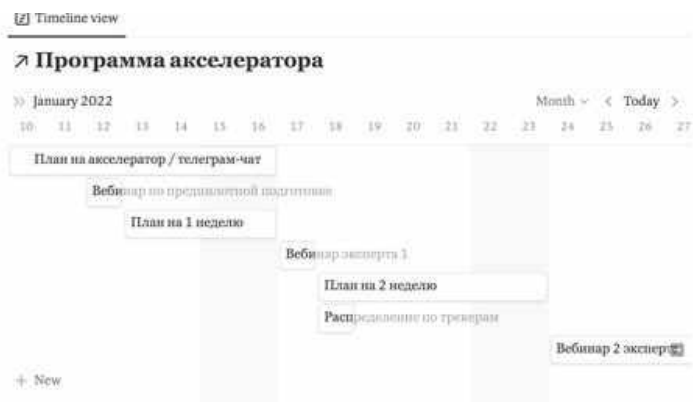 Timeline view
Программа акселератора
January 2022 Month Today
10 11 12 13 14 15 16 17 18 19 20 21 22 23 24 25 26 27
План на акселератор / телеграм-чат
Вебинар по предпилотной подготовке
План на 1 неделю
Вебинар эксперта 1
План на 2 неделю
Распределение по трекерам
Вебинар 2 экспер
+ New